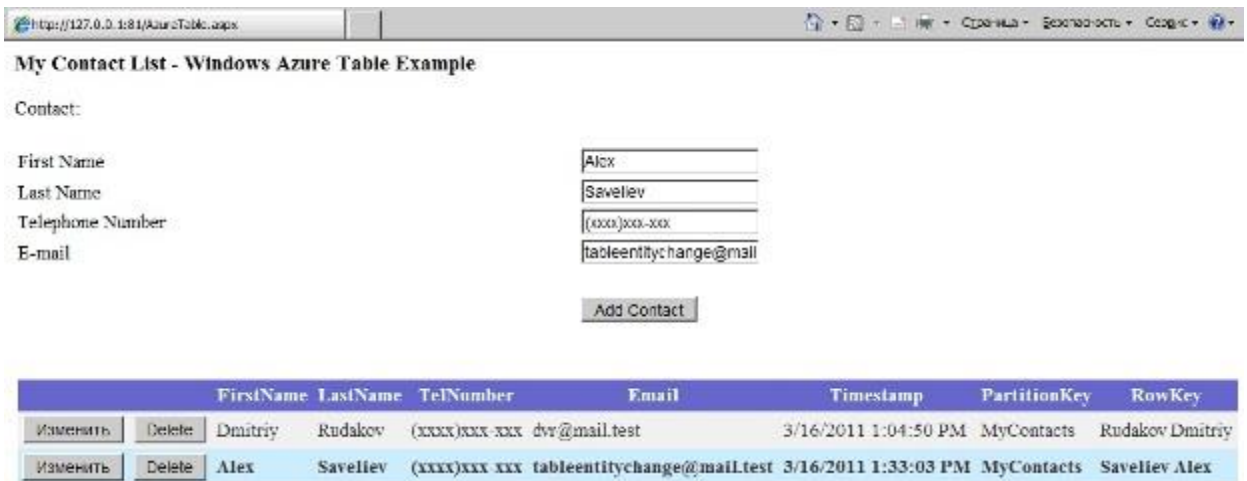 http://127.0.0.1:81/AzureTable.aspx
Страница Безопасность Сервис
My Contact List - Windows Azure Table Example
Contact:
First Name Alex
Last Name Saveliev
Telephone Number (xxxx)xxx-xxx
E-mail tableentitychange@mail
Add Contact
FirstName LastName TelNumber Email Timestamp PartitionKey RowKey
Изменить Delete Dmitriy Rudakov (xxxx)xxx-xxx dvr@mail.test 3/16/2011 1:04:50 PM MyContacts Rudakov Dmitriy
Изменить Delete Alex Saveliev (xxxx)xxx-xxx tableentitychange@mail.test 3/16/2011 1:33:03 PM MyContacts Saveliev Alex